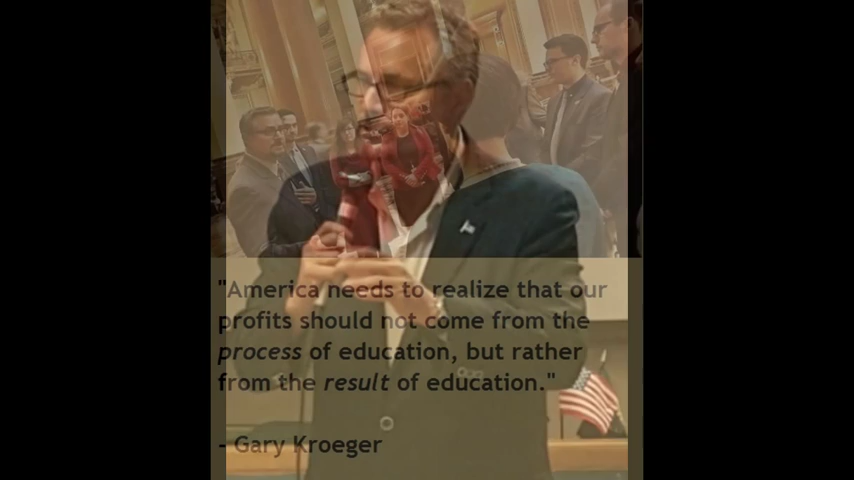 "America needs to realize that our
profits should not come from the
process of education, but rather
from the result of education."
- Gary Kroeger